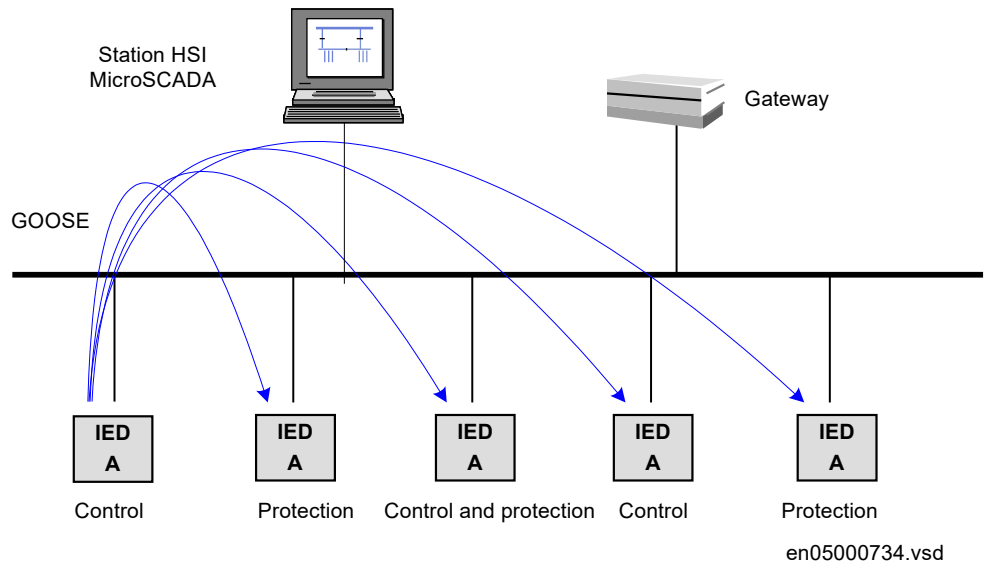 Station HSI
MicroSCADA
Gateway
GOOSE
IED
A
IED
A
IED
A
IED
A
IED
A
Control
Protection
Control and protection
Control
Protection
en05000734.vsd